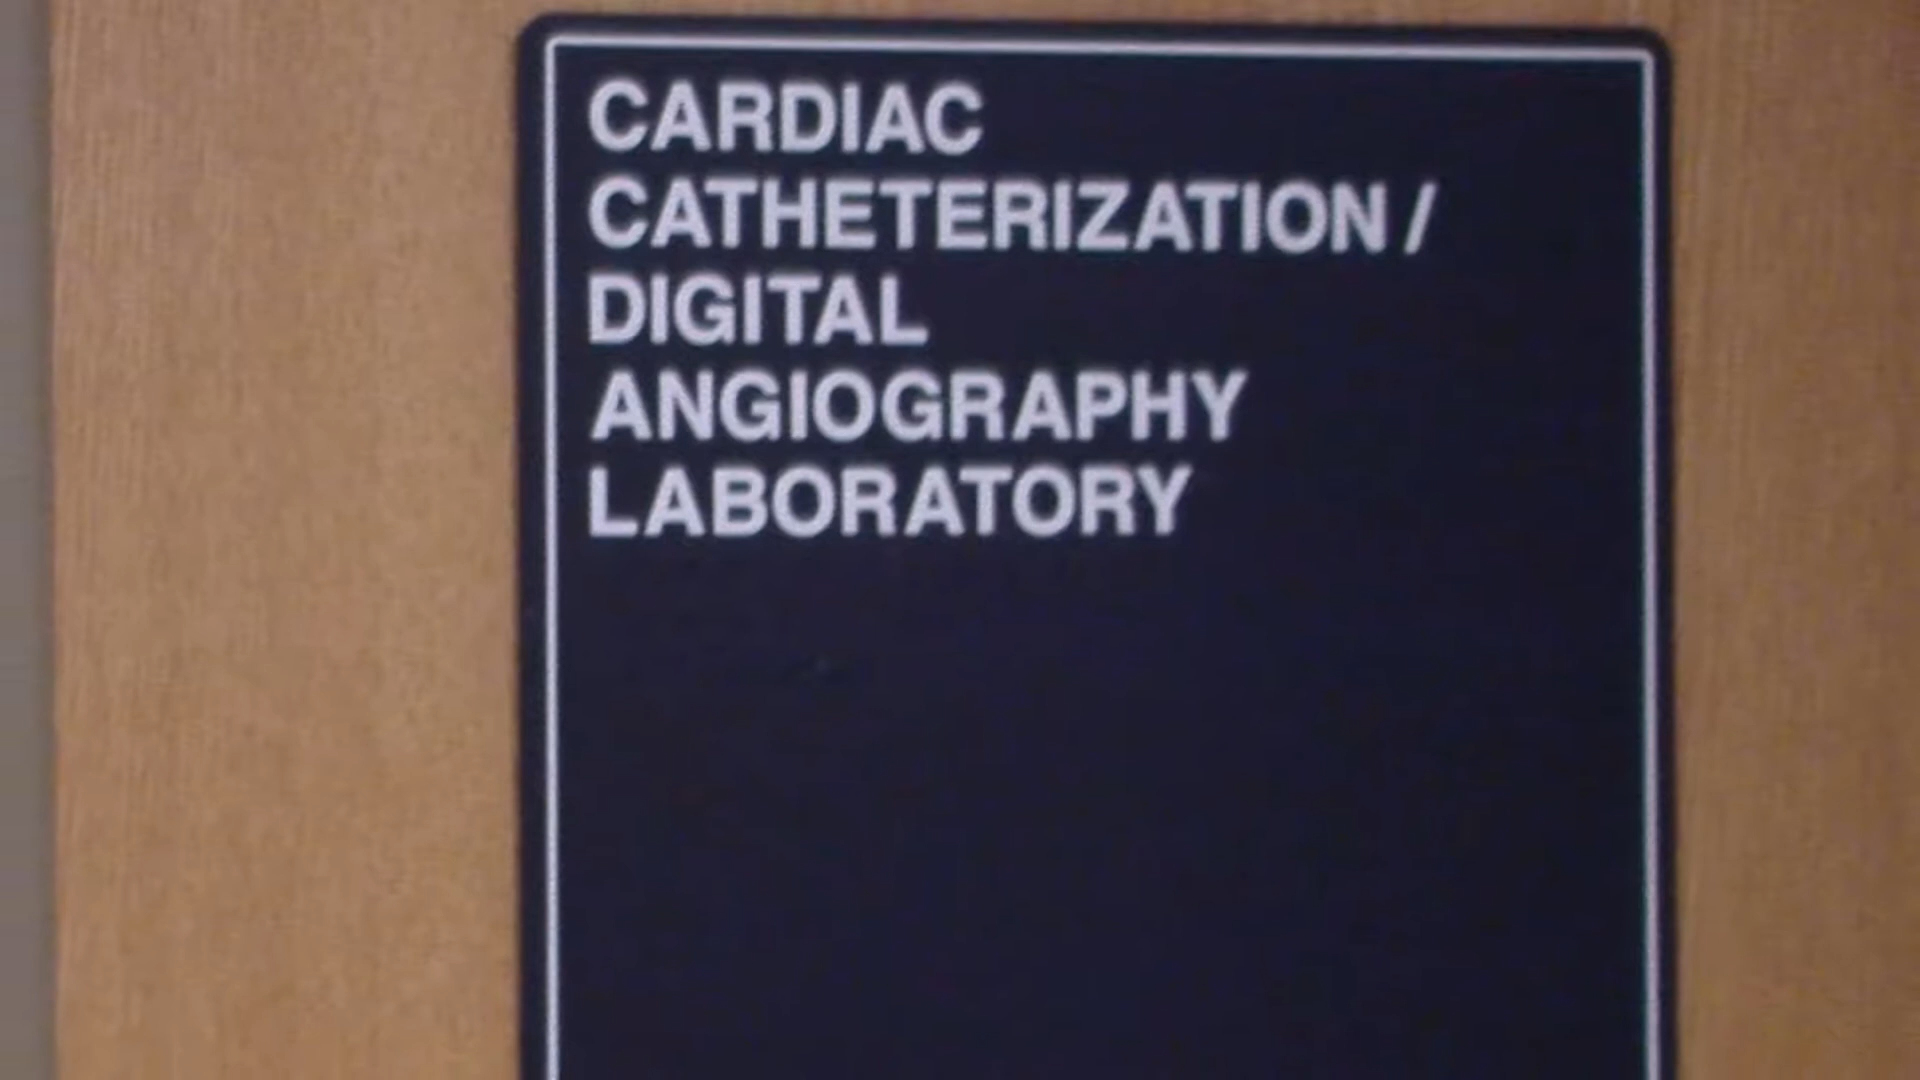 CARDIAC
CATHETERIZATION /
DIGITAL
ANGIOGRAPHY
LABORATORY